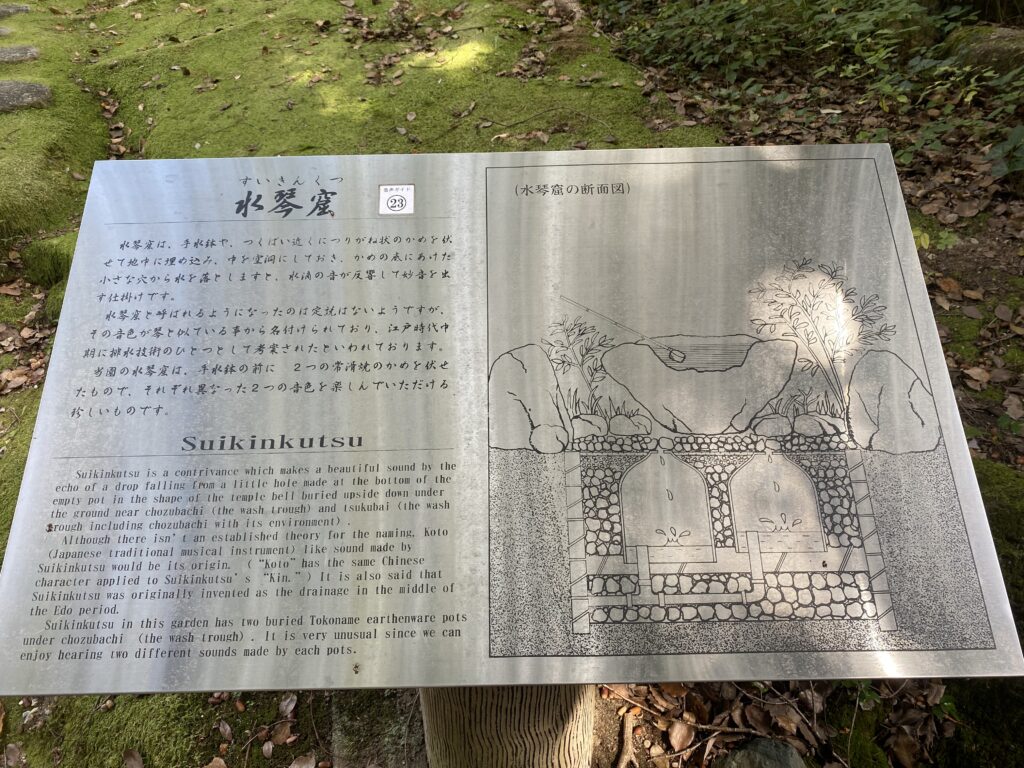 すいきんくつ
水琴窟
音声ガイド
23
水琴窟は、手水鉢や、つくばい近くにつりがね状のかめを伏
せて地中に埋め込み、中を空洞にしておき、かめの底にあけた
小さな穴から水を落としますと、水滴の音が反響して妙音を出
す仕掛けです。
水琴窟と呼ばれるようになったのは定説はないようですが、
その音色が琴と似ている事から名付けられており、江戸時代中
期に排水技術のひとつとして考案されたといわれております。
当園の水琴窟は、手水鉢の前に 2つの常滑焼のかめを伏せ
たもので、それぞれ異なった2つの音色を楽しんでいただける
珍しいものです。
Suikinkutsu
Suikinkutsu is a contrivance which makes a beautiful sound by the
echo of a drop falling from a little hole made at the bottom of the
empty pot in the shape of the temple bell buried upside down under
the ground near chozubachi (the wash trough) and tsukubai (the wash
trough including chozubachi with its environment).
Although there isn't an established theory for the naming, Koto
(Japanese traditional musical instrument) like sound made by
Suikinkutsu would be its origin. ("Koto" has the same Chinese
character applied to Suikinkutsu's "Kin.") It is also said that
Suikinkutsu was originally invented as the drainage in the middle of
the Edo period.
Suikinkutsu in this garden has two buried Tokoname earthenware pots
under chozubachi (the wash trough). It is very unusual since we can
enjoy hearing two different sounds made by each pots.
(水琴窟の断面図)